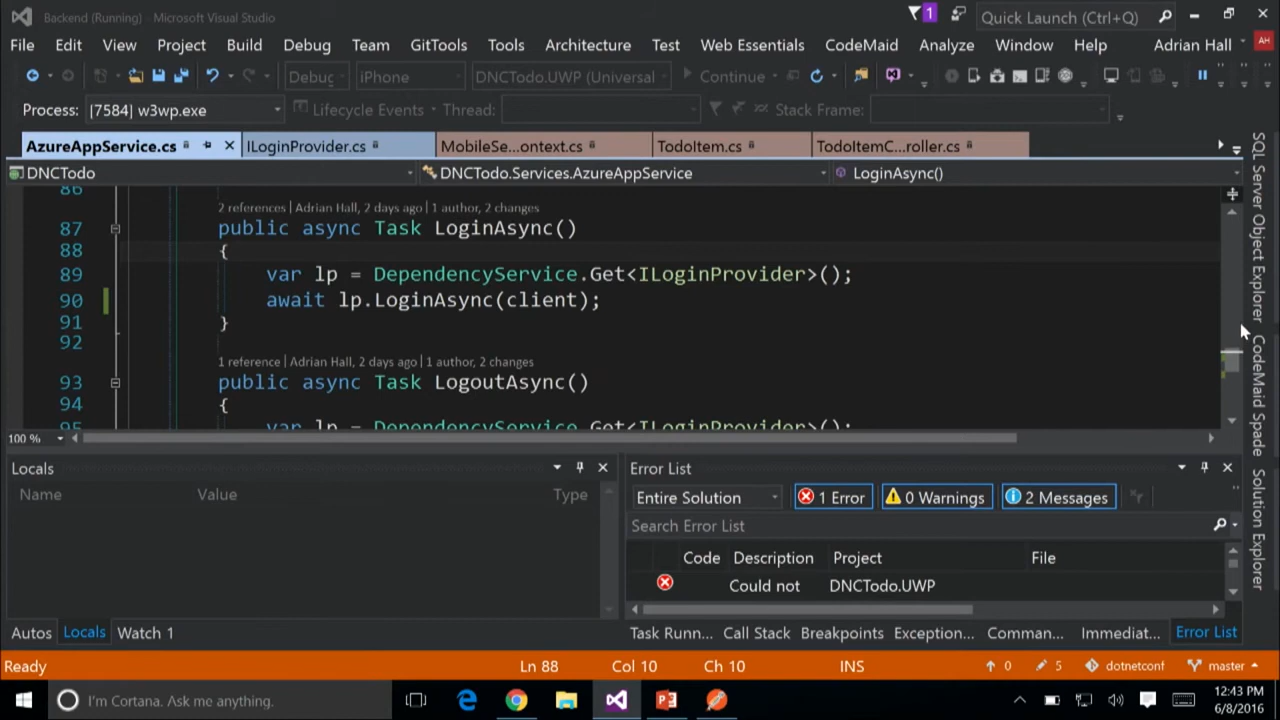 Backend (Running) - Microsoft Visual Studio
1
Quick Launch (Ctrl+Q)
File Edit View Project Build Debug Team GitTools Tools Architecture Test Web Essentials CodeMaid Analyze Window Help Adrian Hall AH
Debug iPhone DNCTodo.UWP (Universal Continue
Process: [7584] w3wp.exe Lifecycle Events Thread: Stack Frame:
AzureAppService.cs ILoginProvider.cs MobileSe...ontext.cs TodoItem.cs TodoItemC...roller.cs
DNCTodo DNCTodo.Services.AzureAppService LoginAsync()
86
2 references | Adrian Hall, 2 days ago | 1 author, 2 changes
87 public async Task LoginAsync()
88 {
89 var lp = DependencyService.Get<ILoginProvider>();
90 await lp.LoginAsync(client);
91 }
92
1 reference | Adrian Hall, 2 days ago | 1 author, 2 changes
93 public async Task LogoutAsync()
94 {
95 var lp = DependencyService.Get<ILoginProvider>();
100 %
SQL Server Object Explorer
CodeMaid Spade
Solution Explorer
Locals
Name Value Type
Autos Locals Watch 1
Error List
Entire Solution 1 Error 0 Warnings 2 Messages
Search Error List
Code Description Project File
Could not DNCTodo.UWP
Task Runn... Call Stack Breakpoints Exception... Comman... Immediat... Error List
Ready Ln 88 Col 10 Ch 10 INS 0 5 dotnetconf master
I'm Cortana. Ask me anything.
12:43 PM
6/8/2016